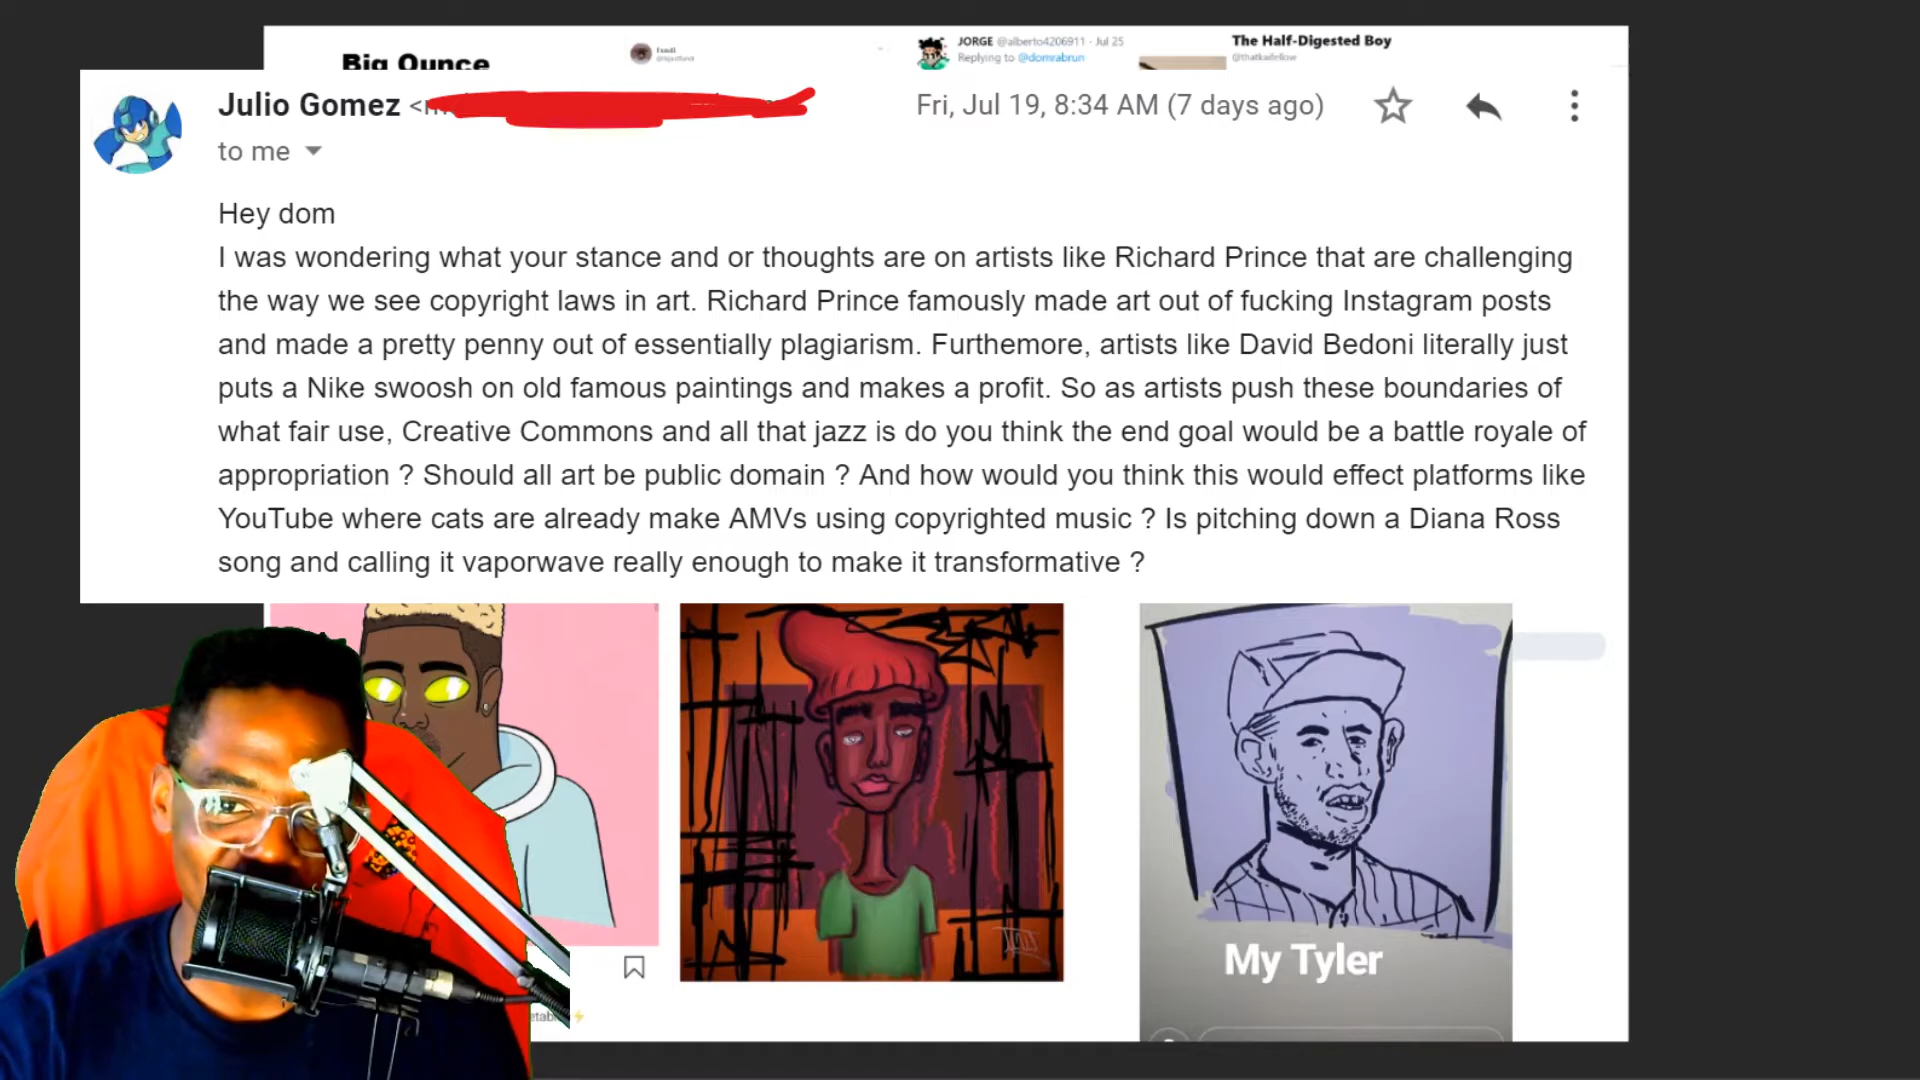 Big Ounce
JORGE @alberto4206911 · Jul 25
Replying to @domrabrun
The Half-Digested Boy
@thatkaifellow
Julio Gomez <
Fri, Jul 19, 8:34 AM (7 days ago)
to me
Hey dom
I was wondering what your stance and or thoughts are on artists like Richard Prince that are challenging
the way we see copyright laws in art. Richard Prince famously made art out of fucking Instagram posts
and made a pretty penny out of essentially plagiarism. Furthemore, artists like David Bedoni literally just
puts a Nike swoosh on old famous paintings and makes a profit. So as artists push these boundaries of
what fair use, Creative Commons and all that jazz is do you think the end goal would be a battle royale of
appropriation ? Should all art be public domain ? And how would you think this would effect platforms like
YouTube where cats are already make AMVs using copyrighted music ? Is pitching down a Diana Ross
song and calling it vaporwave really enough to make it transformative ?
My Tyler